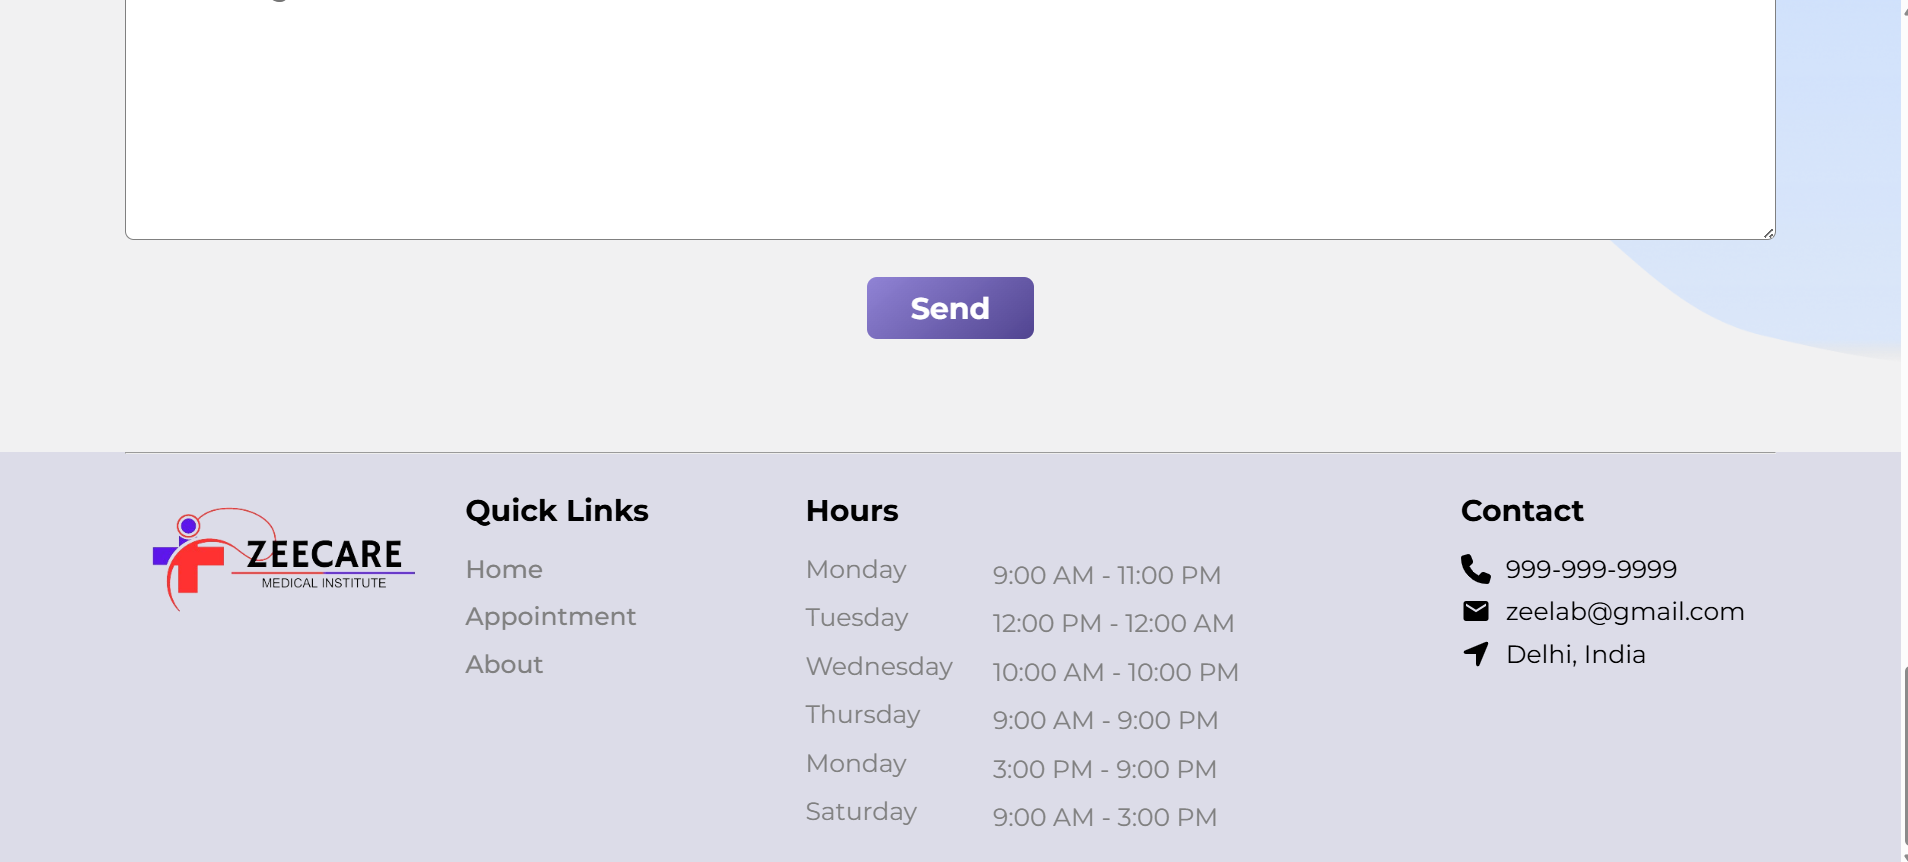 Send
ZEECARE
MEDICAL INSTITUTE
Quick Links
Home
Appointment
About
Hours
Monday 9:00 AM - 11:00 PM
Tuesday 12:00 PM - 12:00 AM
Wednesday 10:00 AM - 10:00 PM
Thursday 9:00 AM - 9:00 PM
Monday 3:00 PM - 9:00 PM
Saturday 9:00 AM - 3:00 PM
Contact
999-999-9999
zeelab@gmail.com
Delhi, India